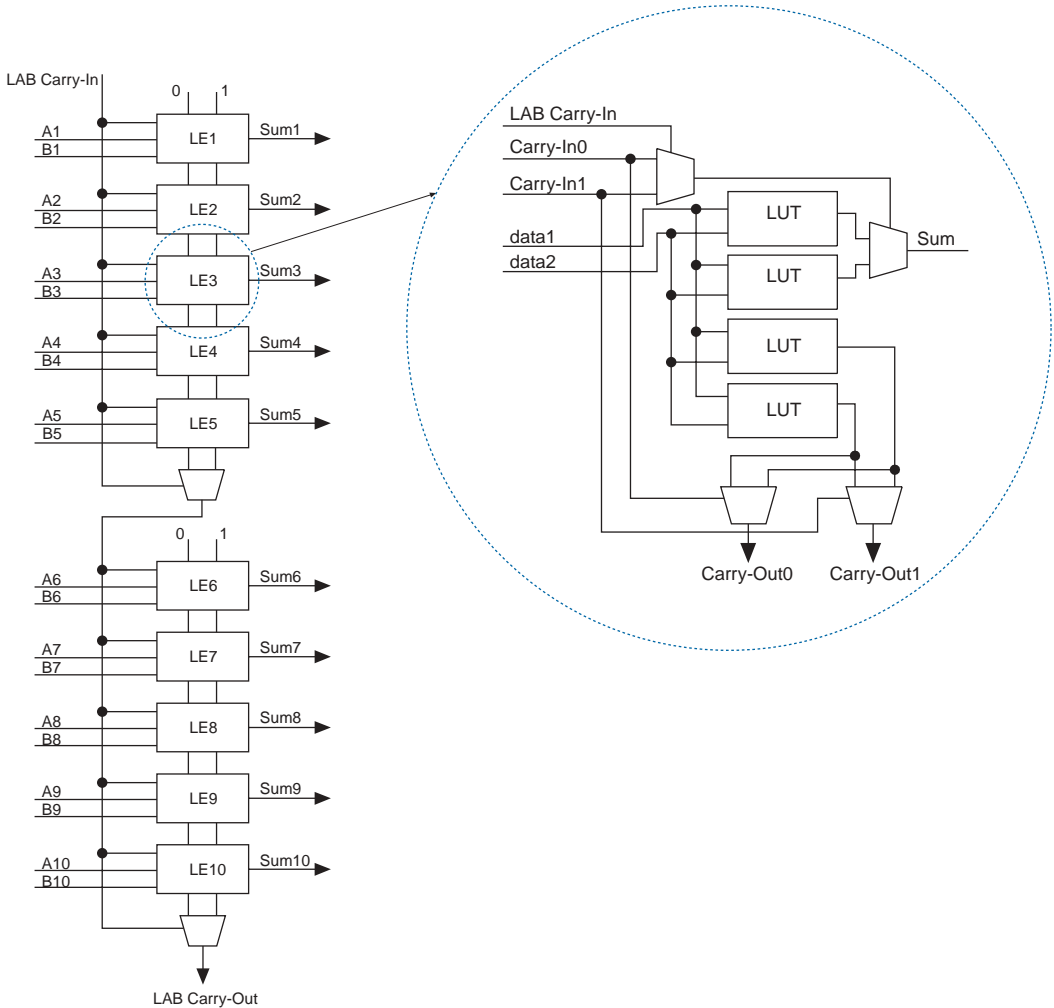 LAB Carry-In
0 1
A1
B1
LE1
Sum1
A2
B2
LE2
Sum2
A3
B3
LE3
Sum3
A4
B4
LE4
Sum4
A5
B5
LE5
Sum5
0 1
A6
B6
LE6
Sum6
A7
B7
LE7
Sum7
A8
B8
LE8
Sum8
A9
B9
LE9
Sum9
A10
B10
LE10
Sum10
LAB Carry-Out
LAB Carry-In
Carry-In0
Carry-In1
data1
data2
LUT
LUT
LUT
LUT
Sum
Carry-Out0
Carry-Out1